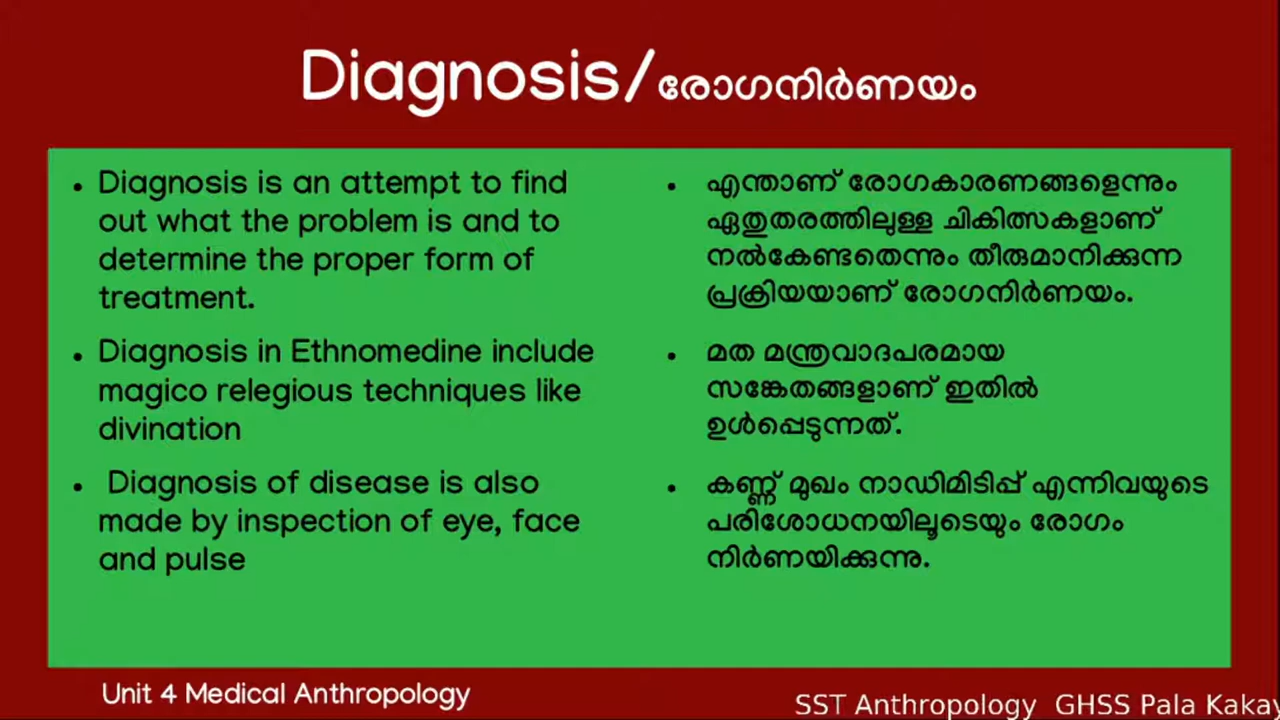 Diagnosis/രോഗനിർണയം
• Diagnosis is an attempt to find
out what the problem is and to
determine the proper form of
treatment.
• Diagnosis in Ethnomedine include
magico relegious techniques like
divination
• Diagnosis of disease is also
made by inspection of eye, face
and pulse
• എന്താണ് രോഗകാരണങ്ങളെന്നും
ഏതുതരത്തിലുള്ള ചികിത്സകളാണ്
നൽകേണ്ടതെന്നും തീരുമാനിക്കുന്ന
പ്രക്രിയയാണ് രോഗനിർണയം.
• മത മന്ത്രവാദപരമായ
സങ്കേതങ്ങളാണ് ഇതിൽ
ഉൾപ്പെടുന്നത്.
• കണ്ണ് മുഖം നാഡിമിടിപ്പ് എന്നിവയുടെ
പരിശോധനയിലൂടെയും രോഗം
നിർണയിക്കുന്നു.
Unit 4 Medical Anthropology
SST Anthropology GHSS Pala Kakay